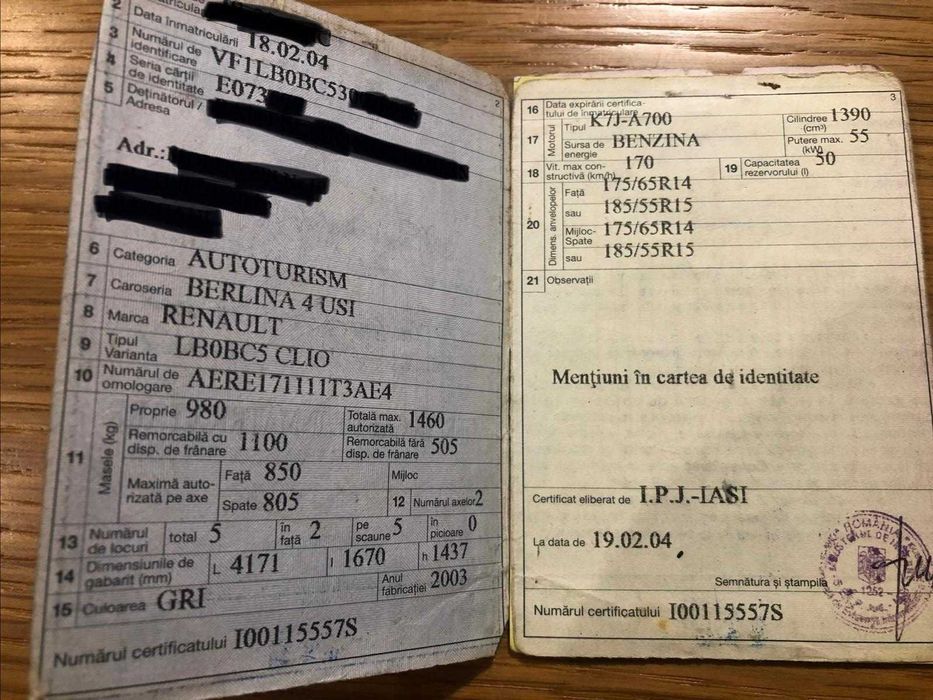 2
Data înmatriculării 18.02.04
3 Numărul de identificare VF1LB0BC53
4 Seria cărții de identitate E073
5 Deținătorul /
Adresa
Adr.:
6 Categoria AUTOTURISM
7 Caroseria BERLINA 4 USI
8 Marca RENAULT
9 Tipul Varianta LB0BC5 CLIO
10 Numărul de omologare AERE171111T3AE4
11 Masele (kg)
Proprie 980 Totală max. autorizată 1460
Remorcabilă cu disp. de frânare 1100 Remorcabilă fără disp. de frânare 505
Maximă autorizată pe axe Față 850 Mijloc
Spate 805 12 Numărul axelor 2
13 Numărul de locuri total 5 în față 2 pe scaune 5 în picioare 0
14 Dimensiunile de gabarit (mm) L 4171 l 1670 h 1437
15 Culoarea GRI Anul fabricației 2003
Numărul certificatului I00115557S
2
3
16 Data expirării certifica-
tului de înmatriculare
17 Motorul Tipul K7J-A700 Cilindree (cm³) 1390
Sursa de energie BENZINA Putere max. (kW) 55
18 Vit. max con-
structivă (km/h) 170 19 Capacitatea rezervorului (l) 50
20 Dimens. anvelopelor
Față 175/65R14
sau 185/55R15
Mijloc-
Spate 175/65R14
sau 185/55R15
21 Observații
Mențiuni în cartea de identitate
Certificat eliberat de I.P.J.-IASI
La data de 19.02.04
Semnătura și ștampila
ROMÂNIA
1252
Numărul certificatului I00115557S